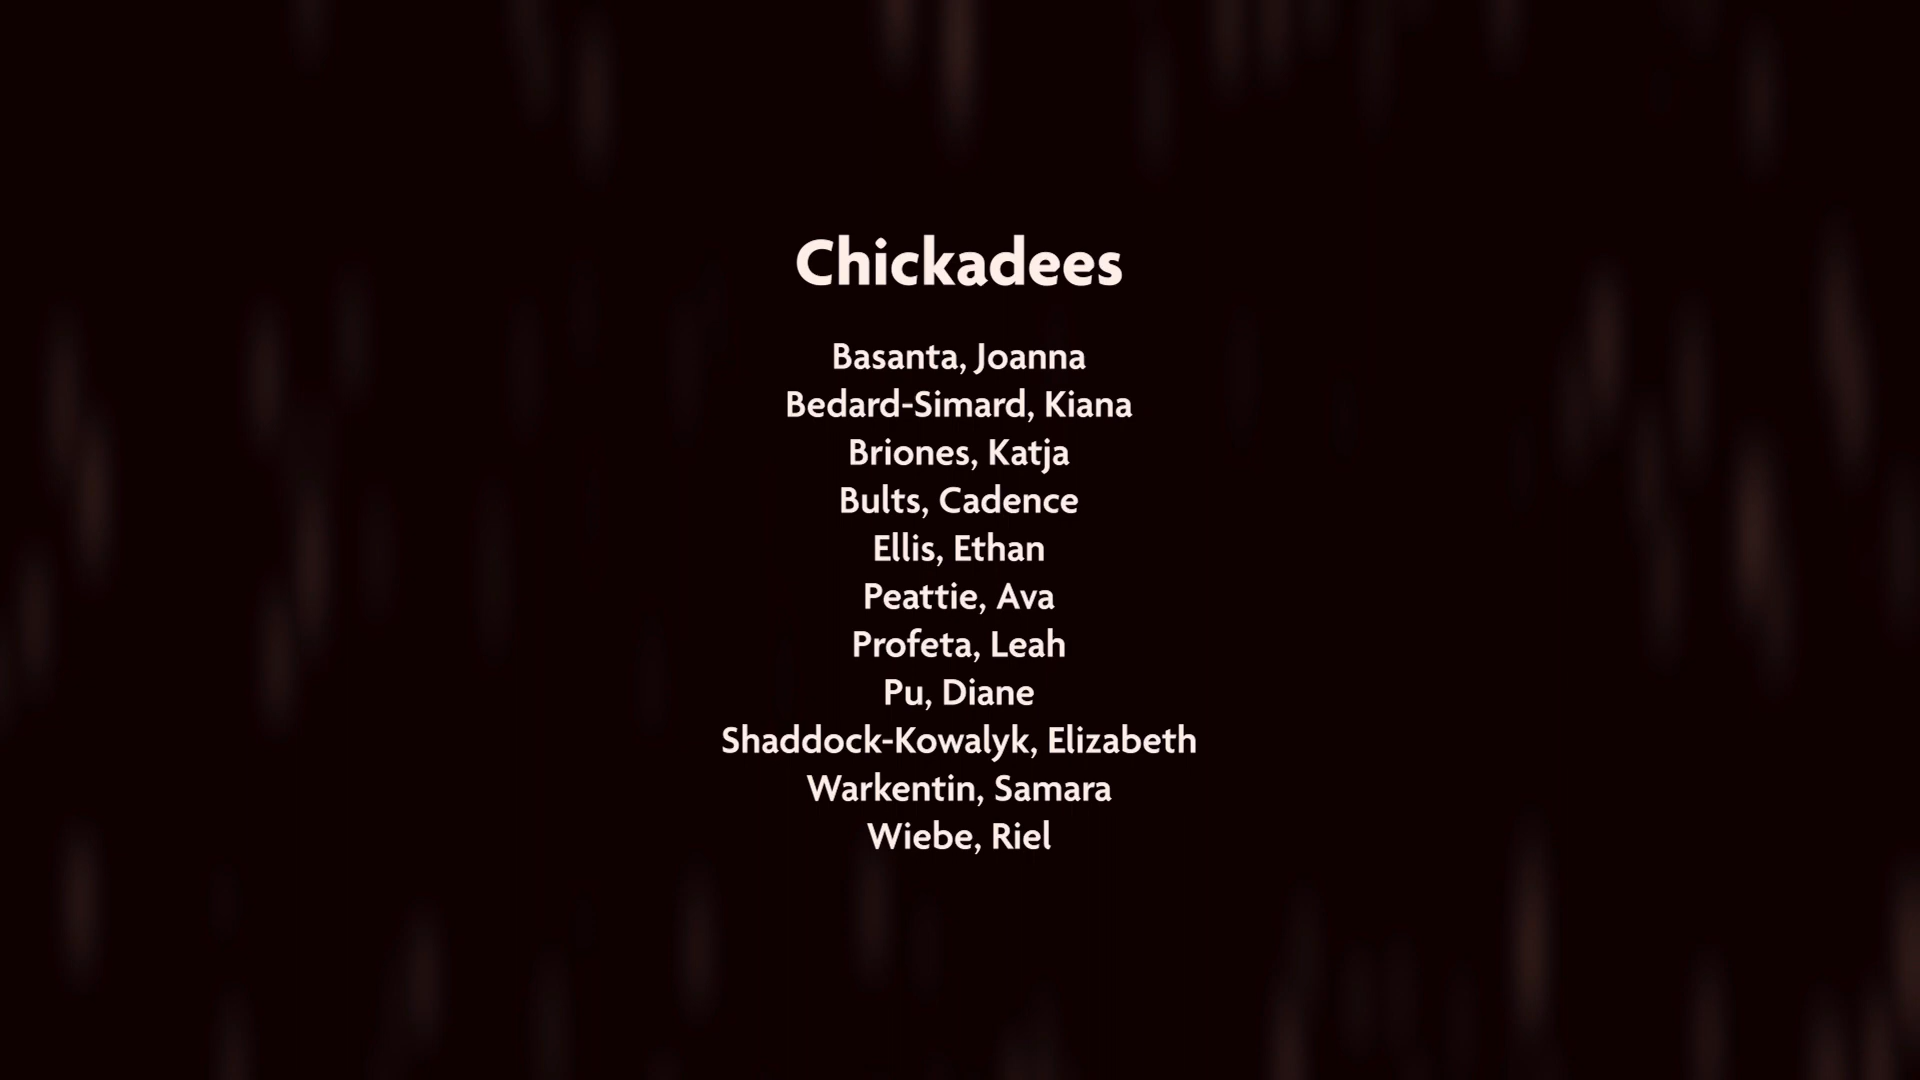 Chickadees
Basanta, Joanna
Bedard-Simard, Kiana
Briones, Katja
Bults, Cadence
Ellis, Ethan
Peattie, Ava
Profeta, Leah
Pu, Diane
Shaddock-Kowalyk, Elizabeth
Warkentin, Samara
Wiebe, Riel